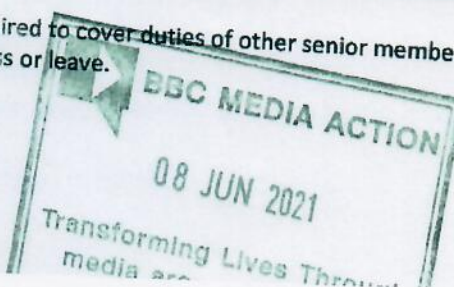 ired to cover duties of other senior membe
s or leave.
BBC MEDIA ACTION
08 JUN 2021
Transforming Lives Through
media